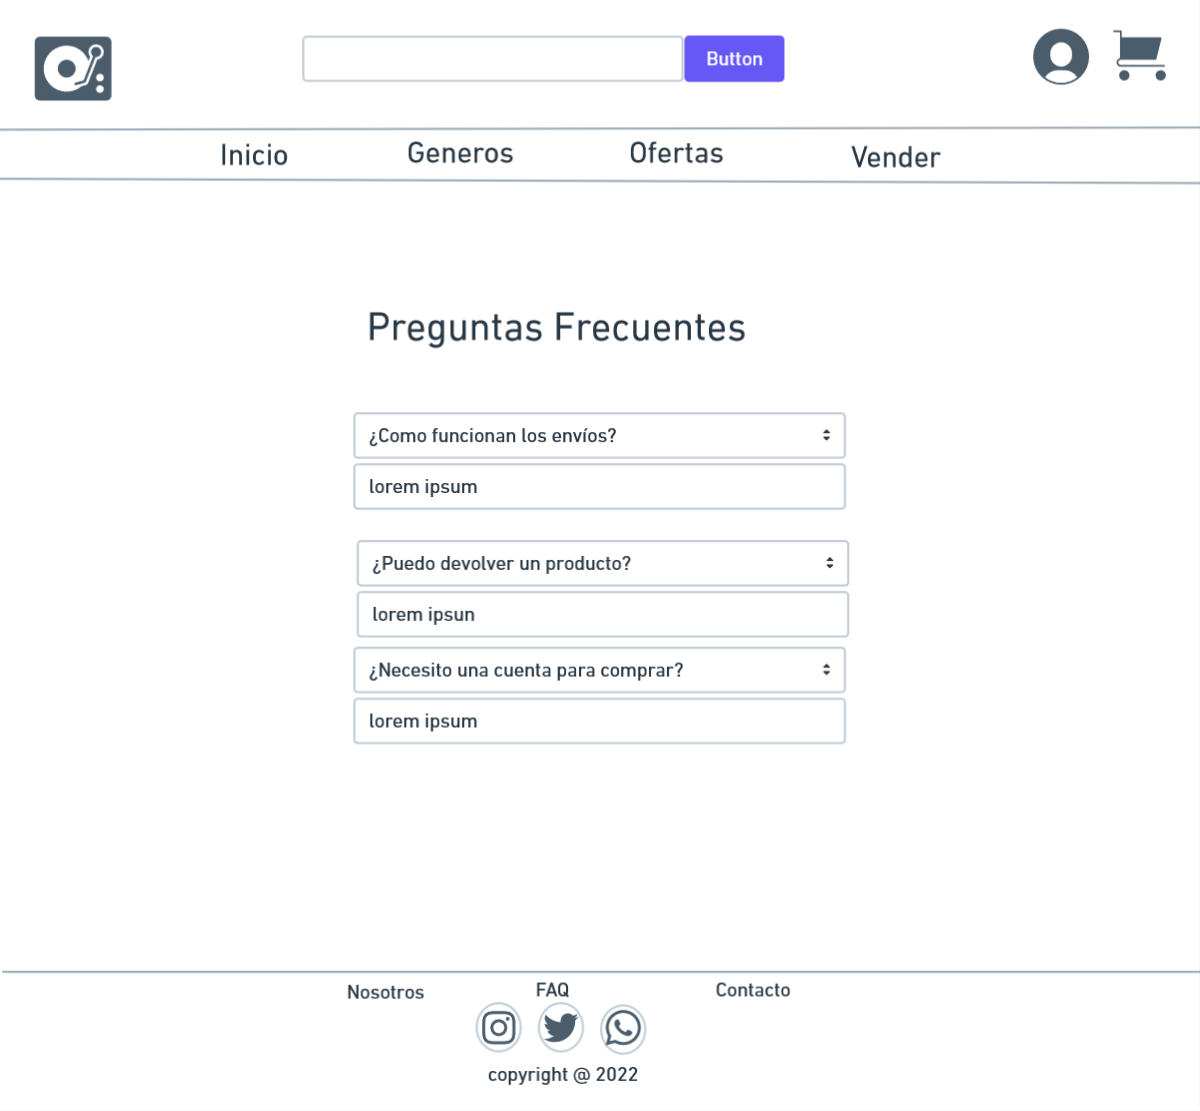 Button
Inicio Generos Ofertas Vender
Preguntas Frecuentes
¿Como funcionan los envíos?
lorem ipsum
¿Puedo devolver un producto?
lorem ipsun
¿Necesito una cuenta para comprar?
lorem ipsum
Nosotros FAQ Contacto
copyright @ 2022